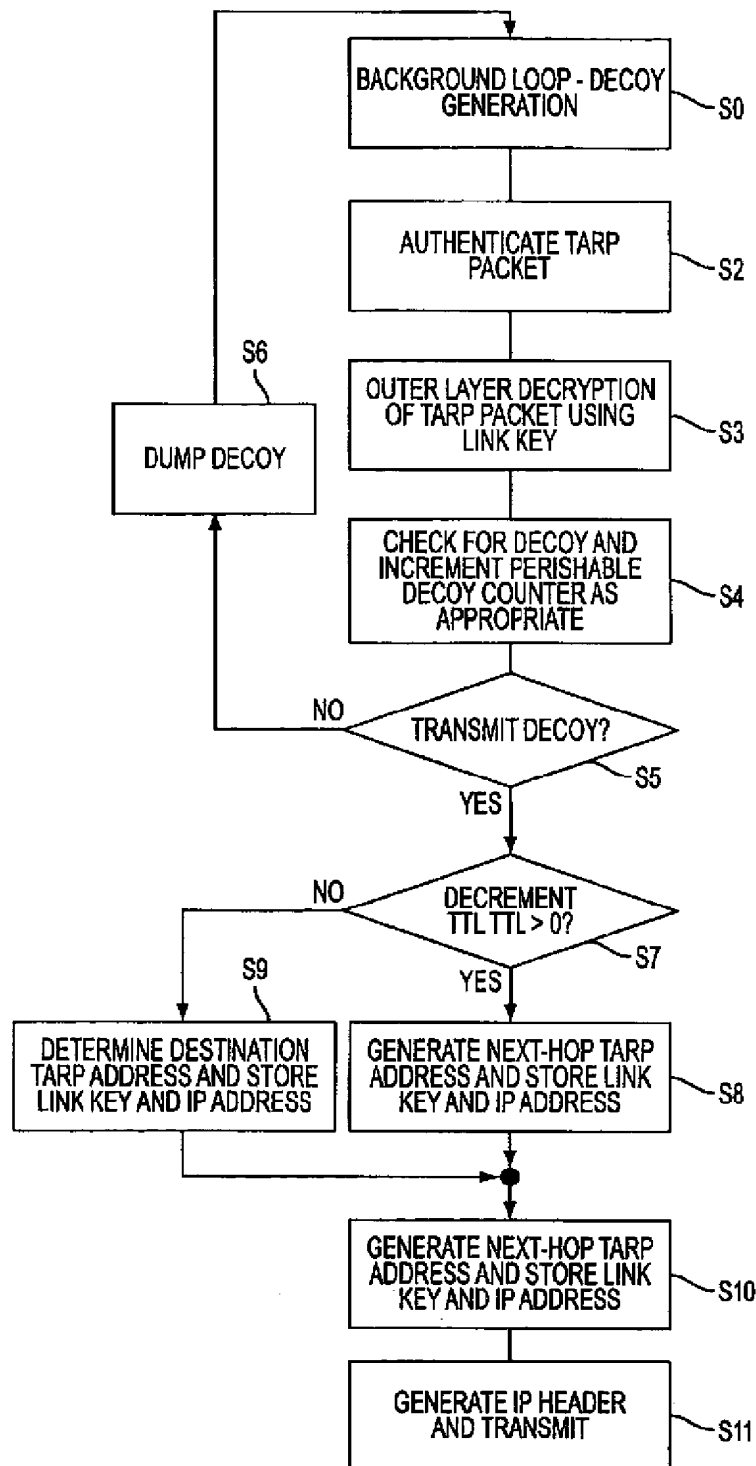 BACKGROUND LOOP - DECOY
GENERATION
S0
AUTHENTICATE TARP
PACKET
S2
S6
OUTER LAYER DECRYPTION
OF TARP PACKET USING
LINK KEY
S3
DUMP DECOY
CHECK FOR DECOY AND
INCREMENT PERISHABLE
DECOY COUNTER AS
APPROPRIATE
S4
NO
TRANSMIT DECOY?
S5
YES
NO
DECREMENT
TTL TTL > 0?
S7
YES
S9
DETERMINE DESTINATION
TARP ADDRESS AND STORE
LINK KEY AND IP ADDRESS
GENERATE NEXT-HOP TARP
ADDRESS AND STORE LINK
KEY AND IP ADDRESS
S8
GENERATE NEXT-HOP TARP
ADDRESS AND STORE LINK
KEY AND IP ADDRESS
S10
GENERATE IP HEADER
AND TRANSMIT
S11